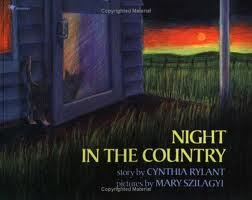 NIGHT
IN THE COUNTRY
story by CYNTHIA RYLANT
pictures by MARY SZILAGYI